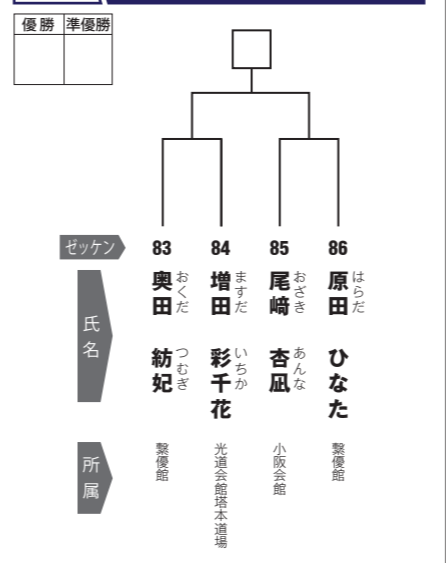 優勝 準優勝
ゼッケン 83 84 85 86
氏名
奥田 紡妃
おくだ つむぎ
増田 彩千花
ますだ いちか
尾﨑 杏凪
おざき あんな
原田 ひなた
はらだ
所属
繋優館
光道会館塔本道場
小阪会館
繋優館